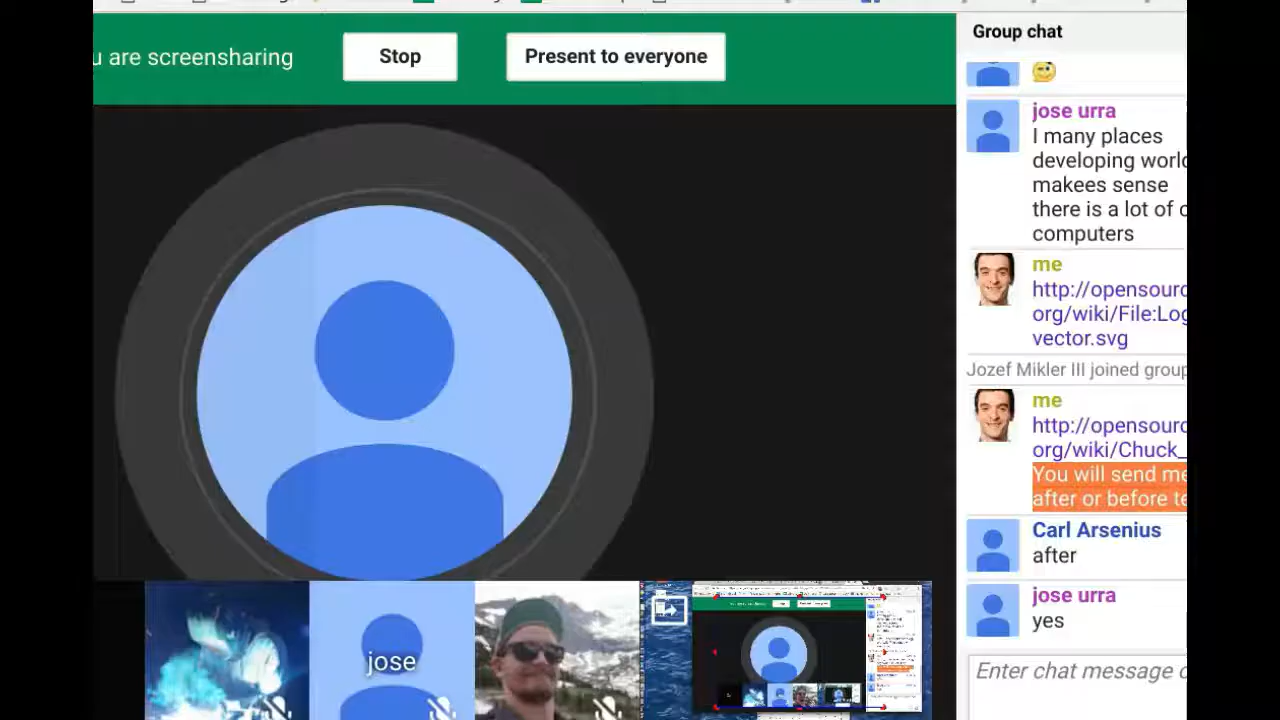 u are screensharing
Stop
Present to everyone
Group chat
jose urra
I many places
developing world
makees sense
there is a lot of
computers
me
http://opensourc
org/wiki/File:Log
vector.svg
Jozef Mikler III joined group
me
http://opensourc
org/wiki/Chuck_
You will send me
after or before te
Carl Arsenius
after
jose urra
yes
Enter chat message
jose